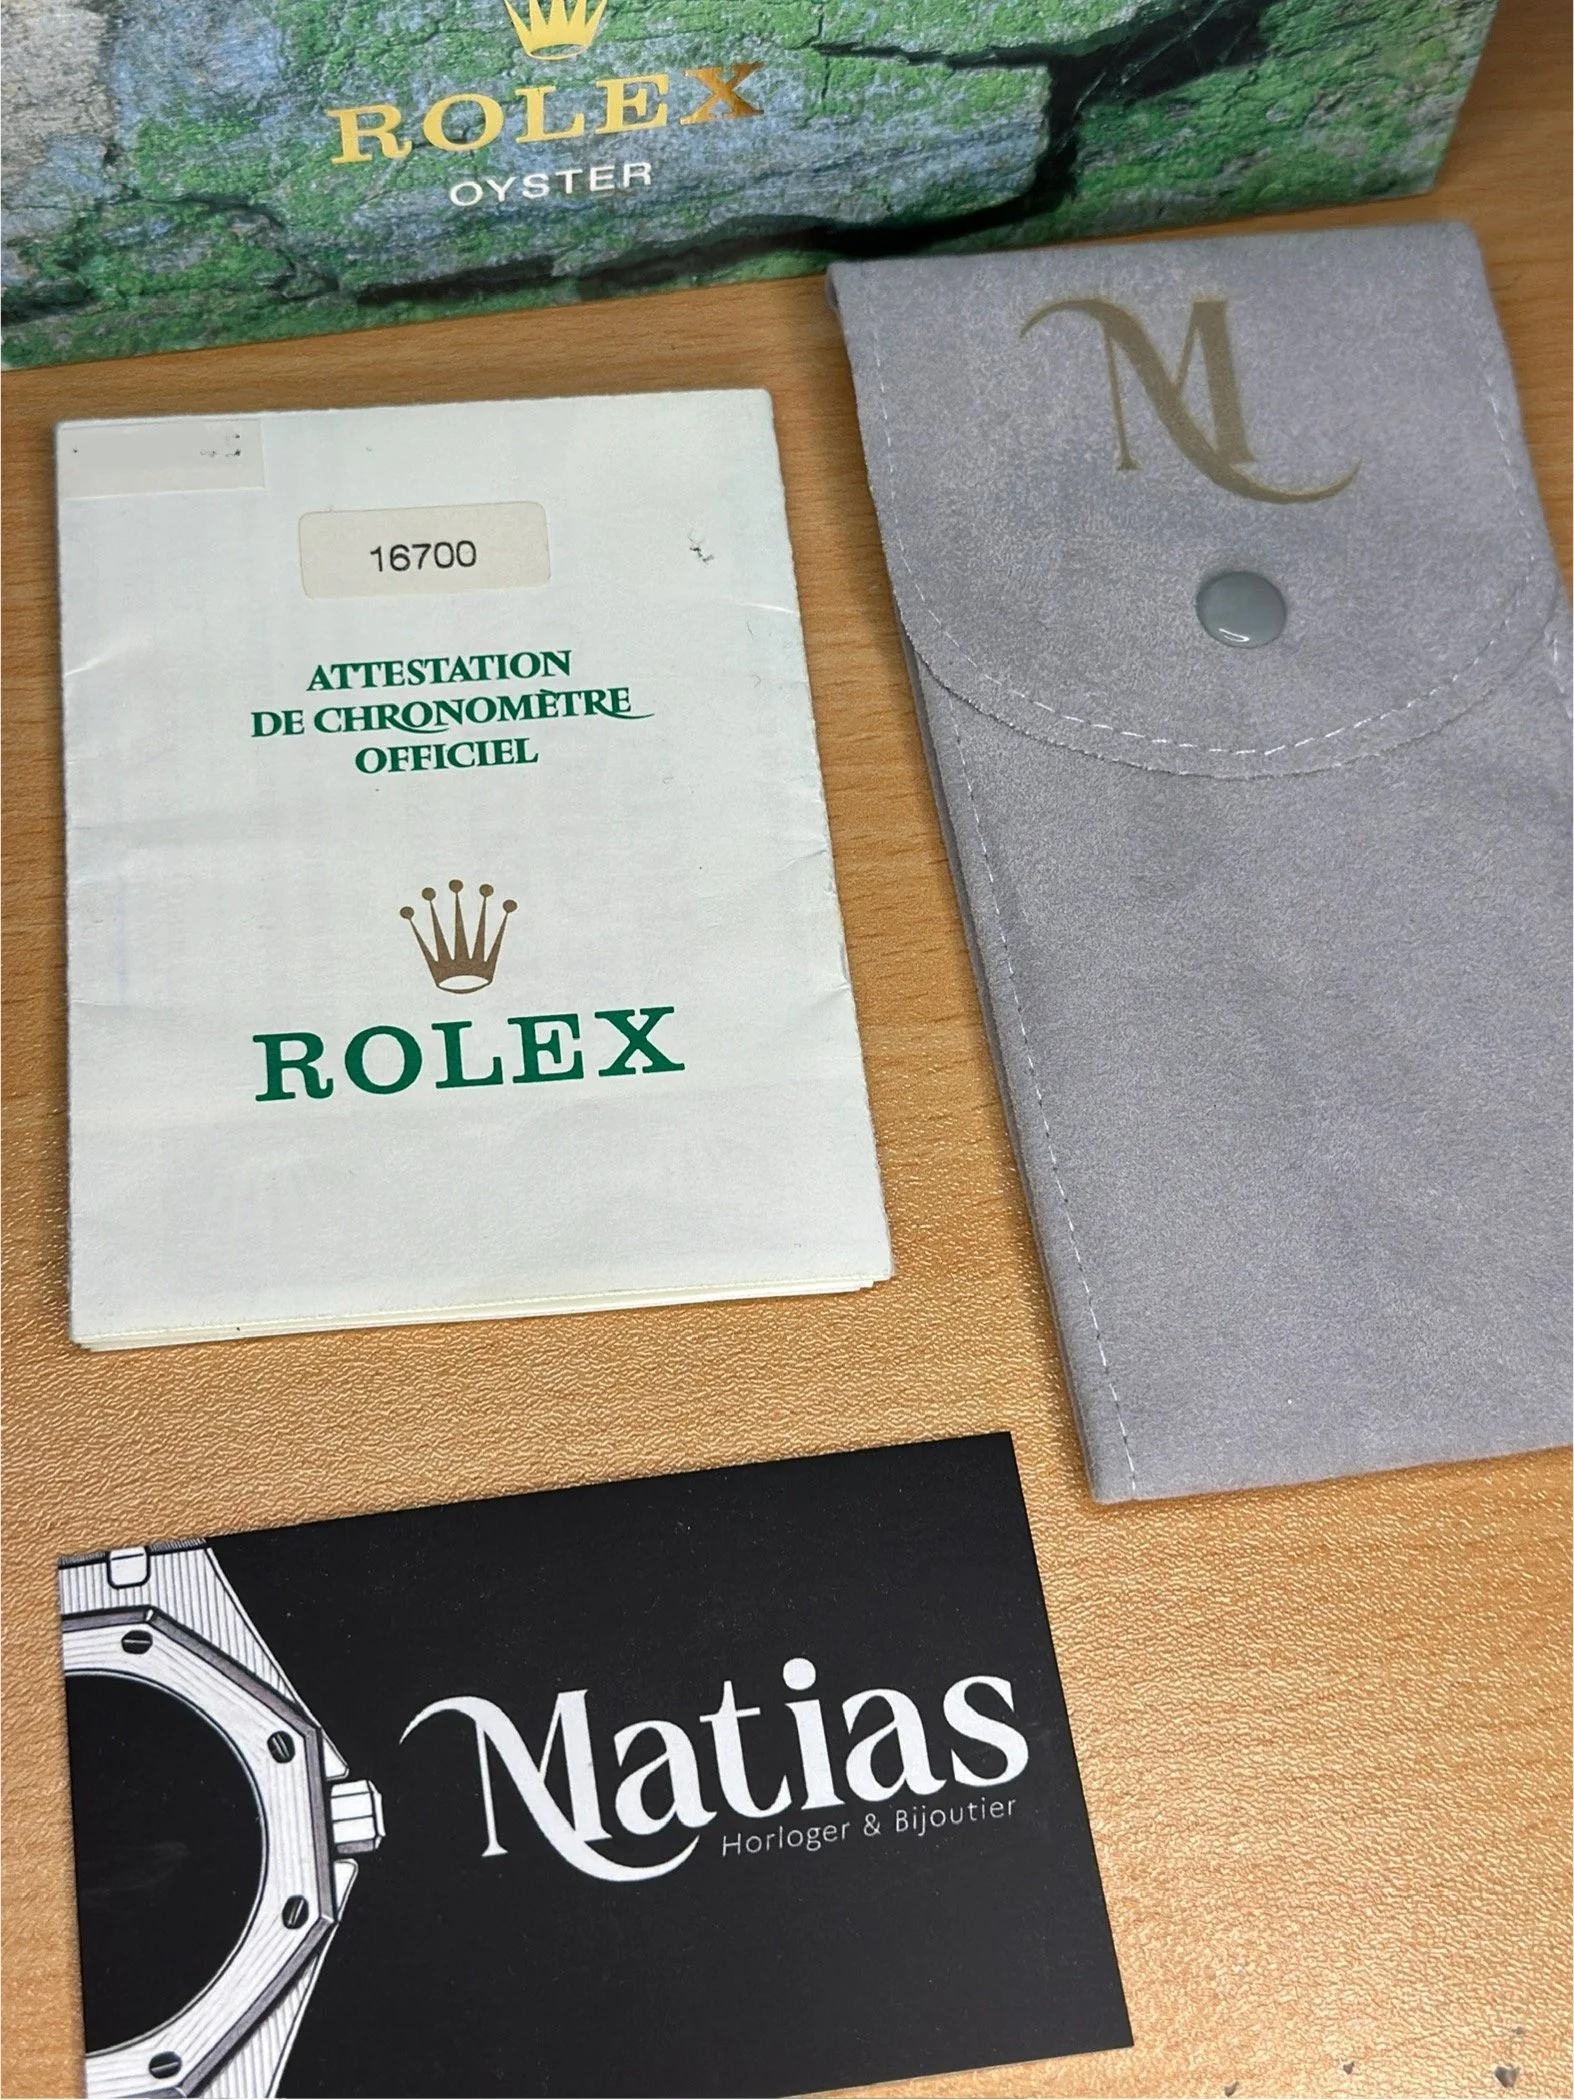 ROLEX
OYSTER
M
16700
ATTESTATION
DE CHRONOMÈTRE
OFFICIEL
ROLEX
Matias
Horloger & Bijoutier